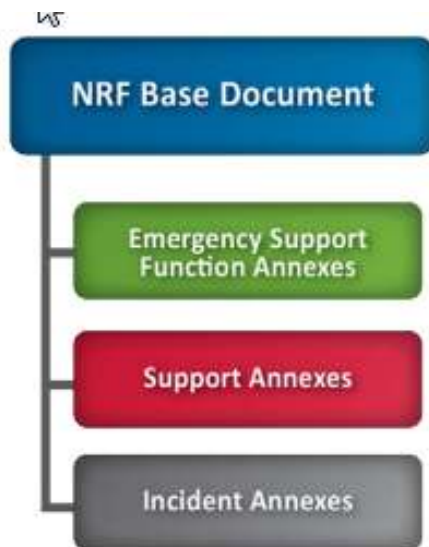 NRF Base Document
Emergency Support
Function Annexes
Support Annexes
Incident Annexes